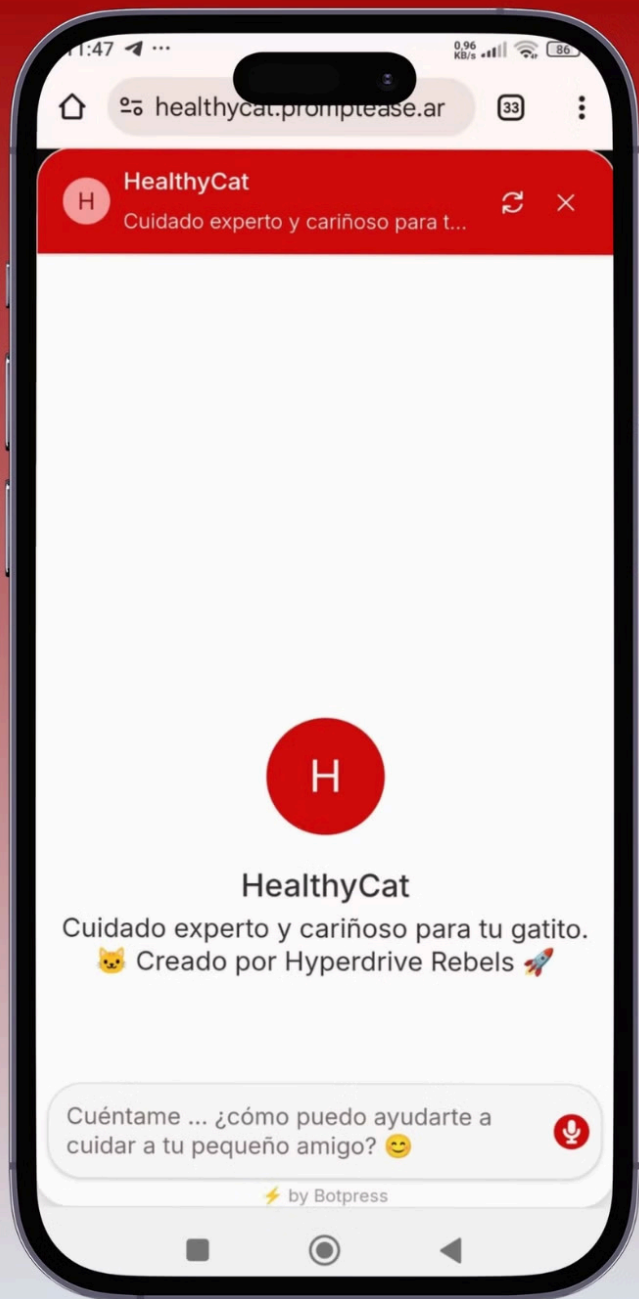 11:47 ...
0,96
KB/s
86
healthycat.promptease.ar
33
H
HealthyCat
Cuidado experto y cariñoso para t...
H
HealthyCat
Cuidado experto y cariñoso para tu gatito.
🐱 Creado por Hyperdrive Rebels 🚀
Cuéntame ... ¿cómo puedo ayudarte a
cuidar a tu pequeño amigo? 😊
⚡ by Botpress